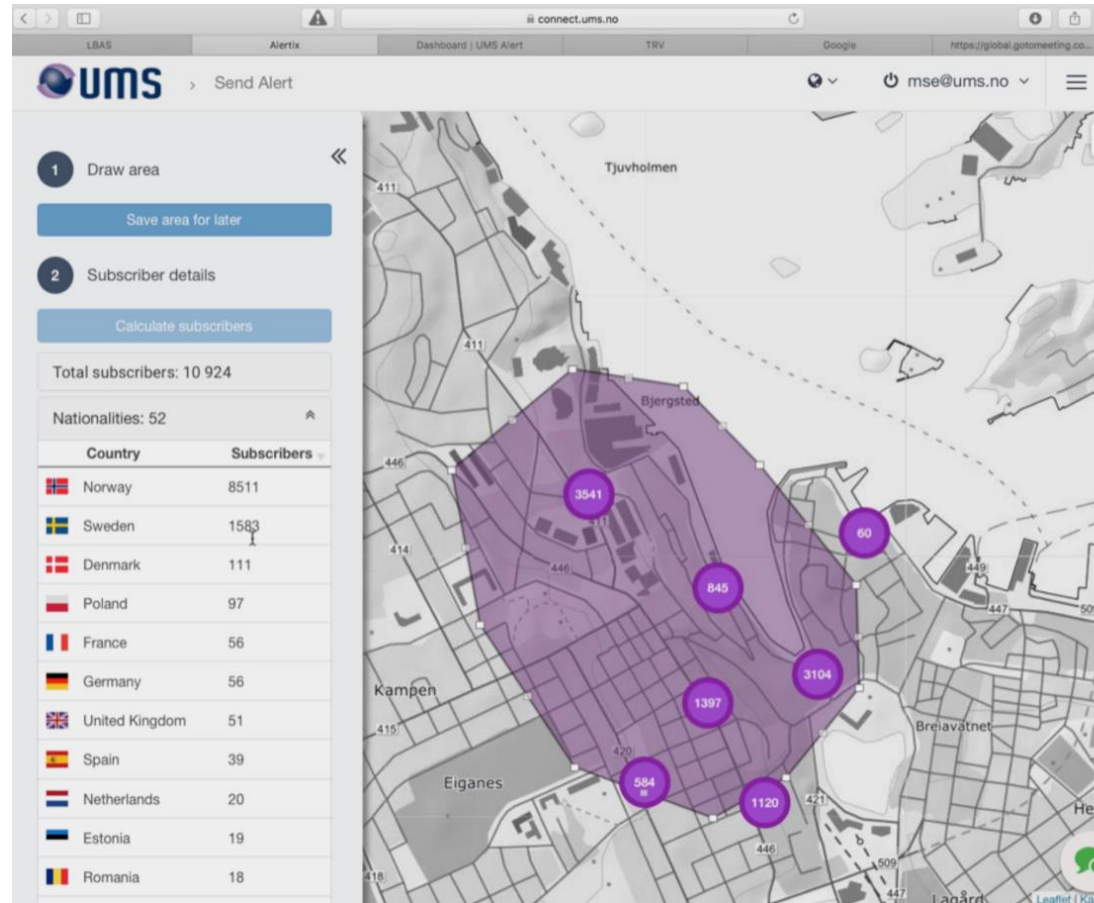 connect.ums.no
LBAS
Alertix
Dashboard | UMS Alert
TRV
Google
https://global.gotomeeting.co...
UMS
› Send Alert
mse@ums.no
1 Draw area
Save area for later
2 Subscriber details
Calculate subscribers
Total subscribers: 10 924
Nationalities: 52
Country Subscribers
Norway 8511
Sweden 1583
Denmark 111
Poland 97
France 56
Germany 56
United Kingdom 51
Spain 39
Netherlands 20
Estonia 19
Romania 18
Tjuvholmen
411
411
Bjergsted
446
3541
411
60
414
446
449
845
447
509
3104
Kampen
1397
415
Breiavatnet
420
Eiganes
584
1120
421
He
446
509
418
447
Lagård
Leaflet | Ka